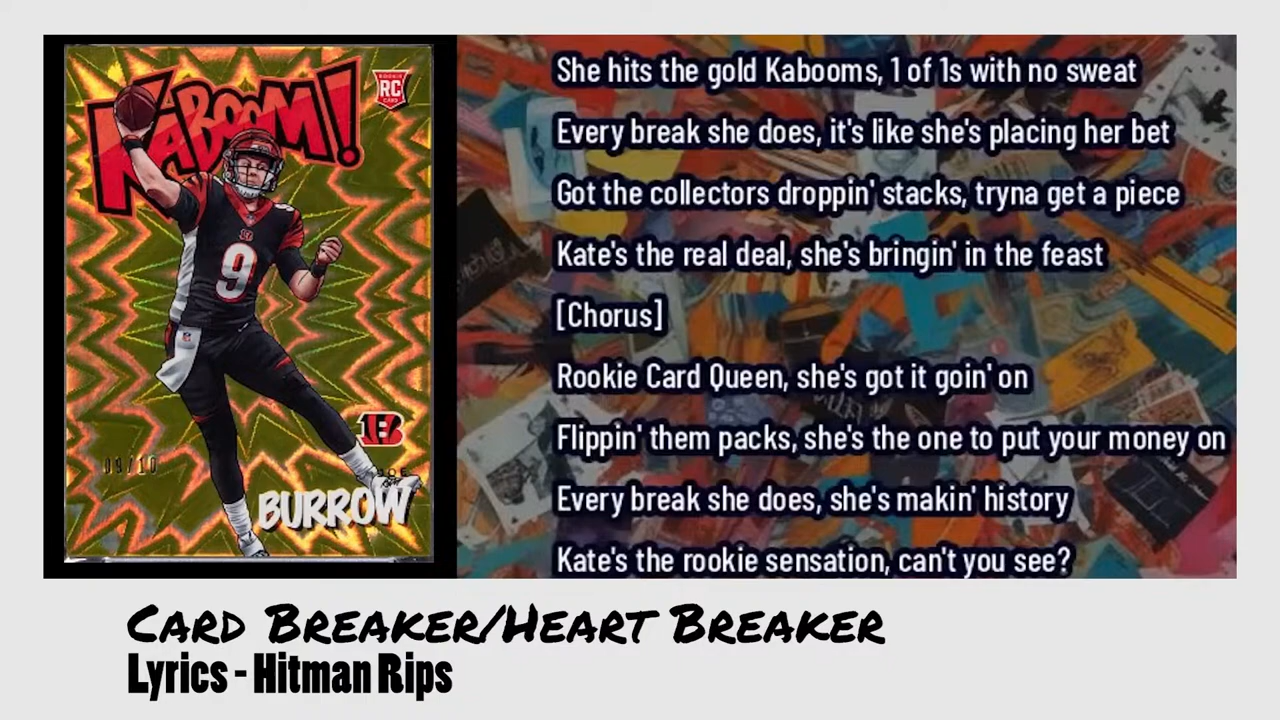 KABOOM!
ROOKIE
RC
CARD
9
09/10
JOE
BURROW
She hits the gold Kabooms, 1 of 1s with no sweat
Every break she does, it's like she's placing her bet
Got the collectors droppin' stacks, tryna get a piece
Kate's the real deal, she's bringin' in the feast
[Chorus]
Rookie Card Queen, she's got it goin' on
Flippin' them packs, she's the one to put your money on
Every break she does, she's makin' history
Kate's the rookie sensation, can't you see?
Card Breaker/Heart Breaker
Lyrics - Hitman Rips